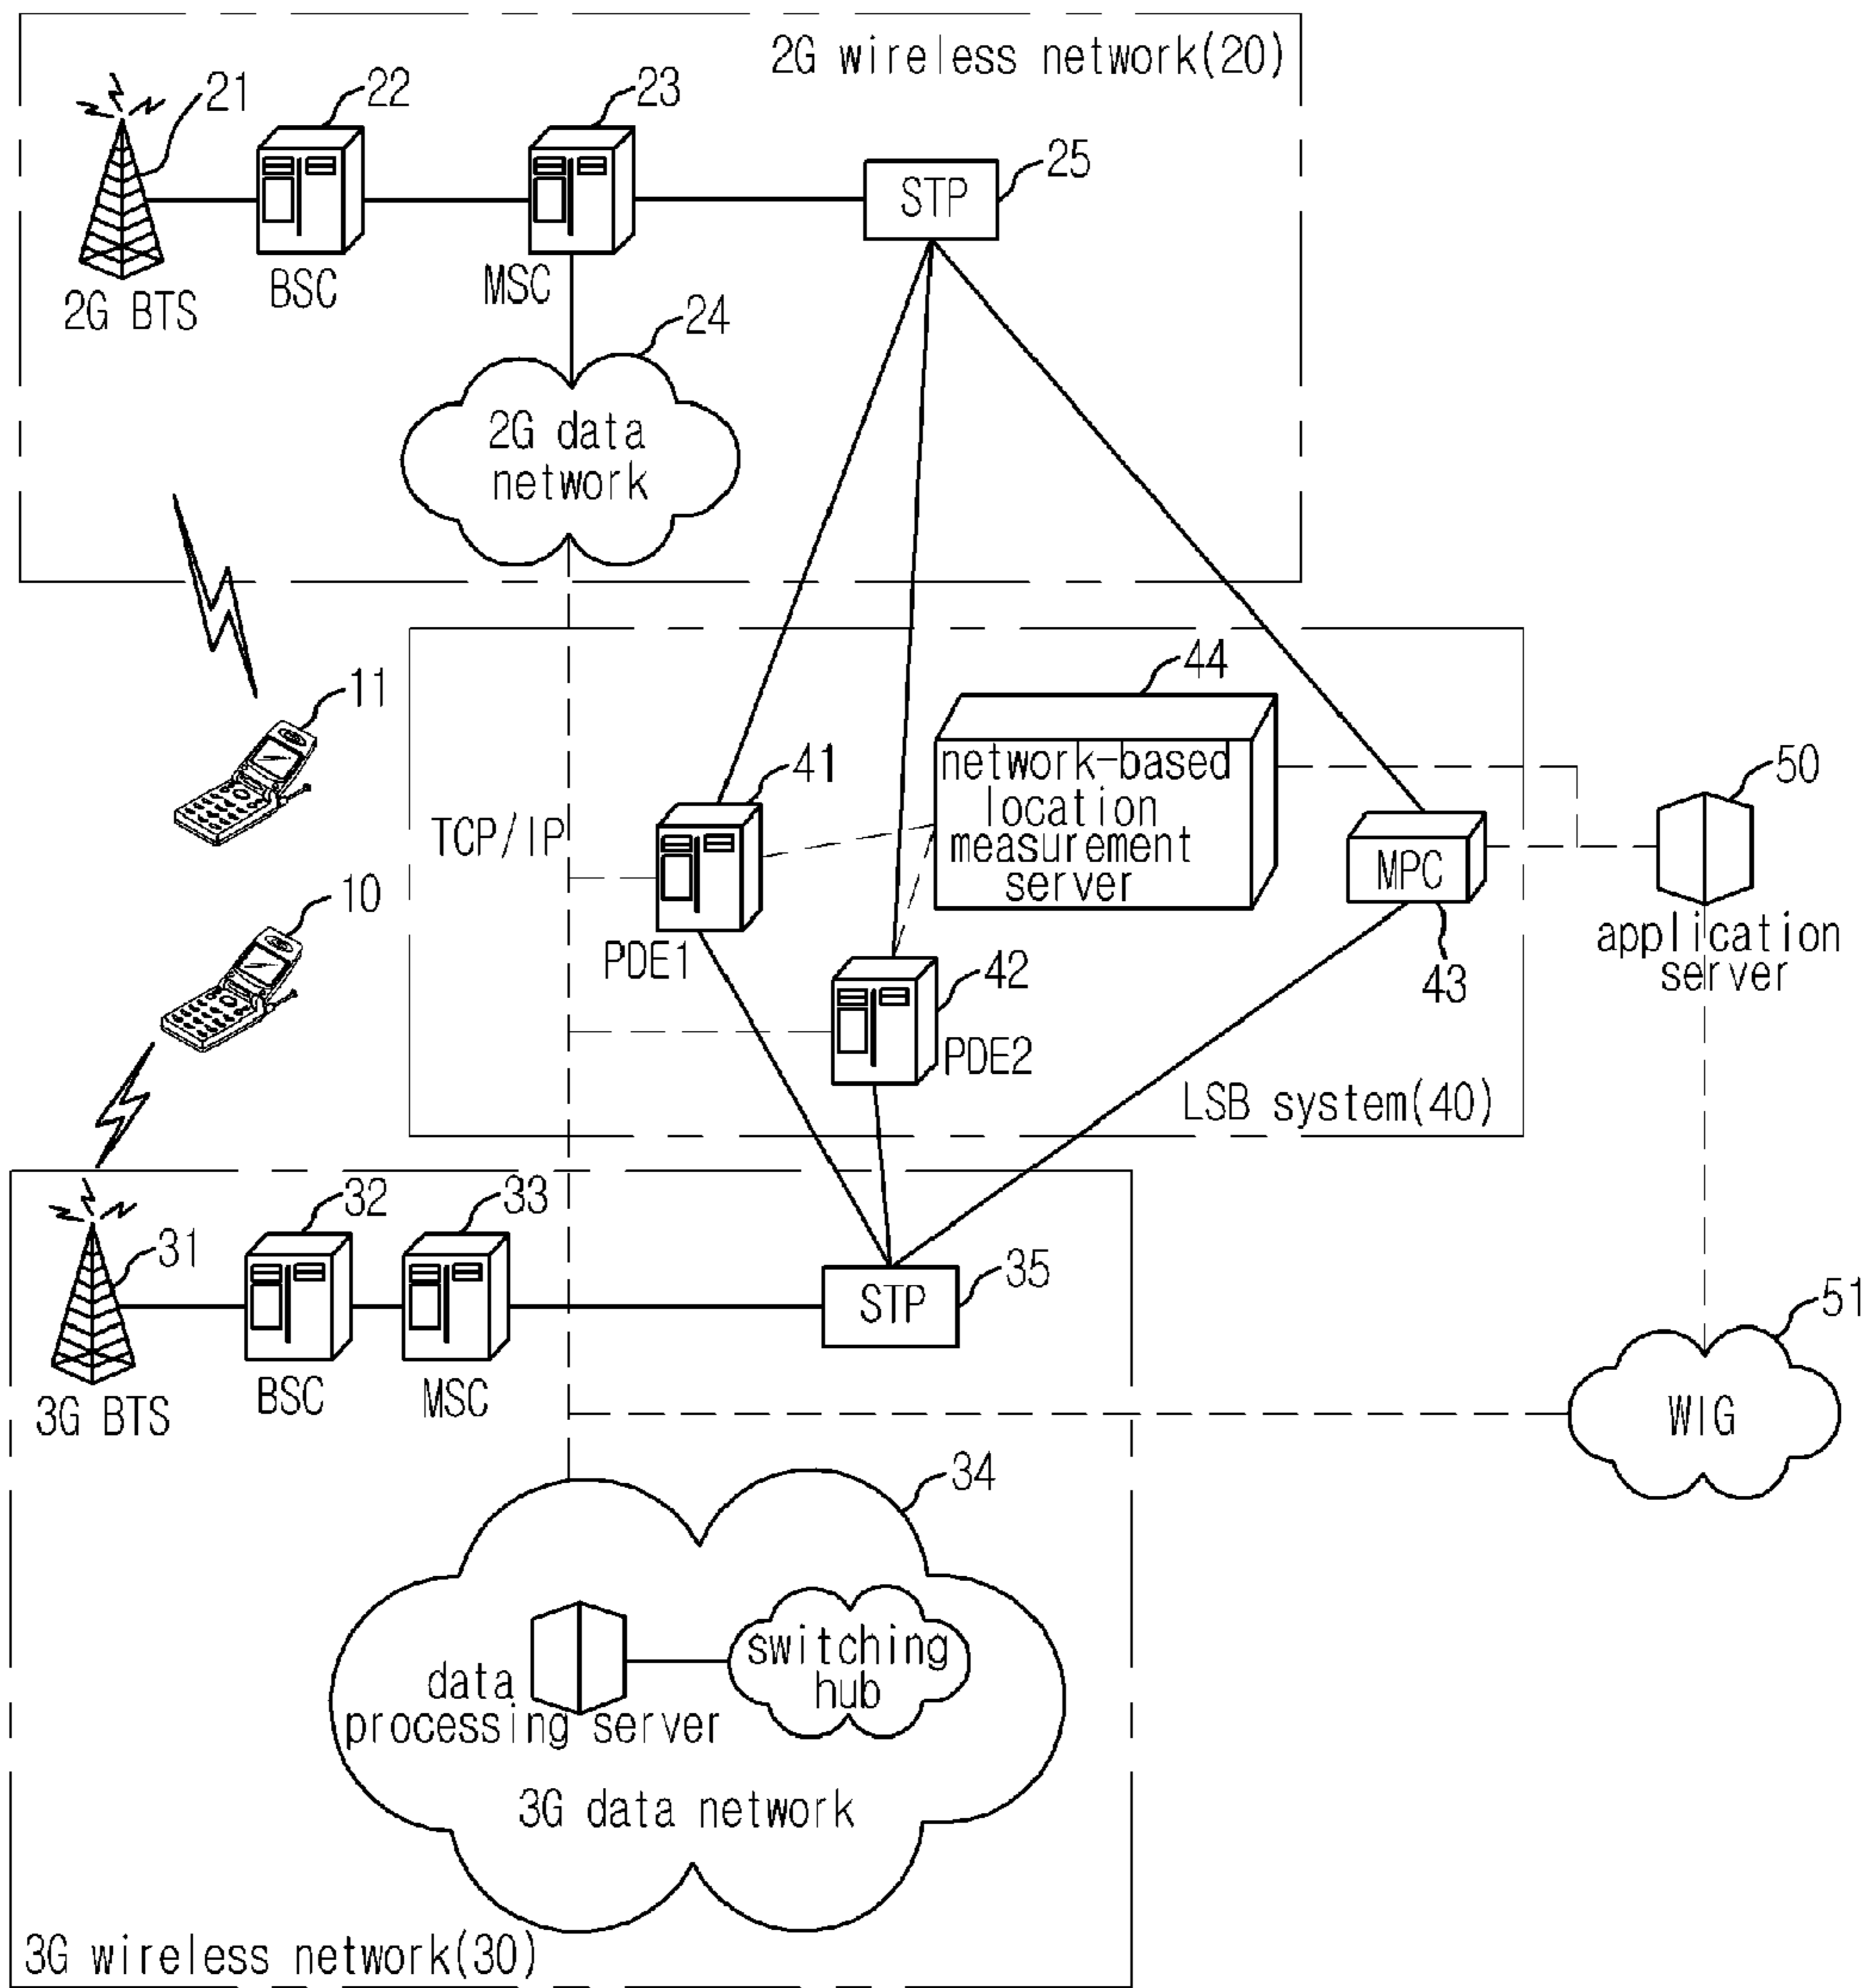 2G wireless network(20)
21
22
23
STP
25
2G BTS
BSC
MSC
24
2G data
network
11
44
41
network-based
location
measurement
server
50
TCP/IP
MPC
10
PDE1
42
43
application
server
PDE2
LSB system(40)
31
32
33
STP
35
51
3G BTS
BSC
MSC
WIG
34
switching
hub
data
processing server
3G data network
3G wireless network(30)